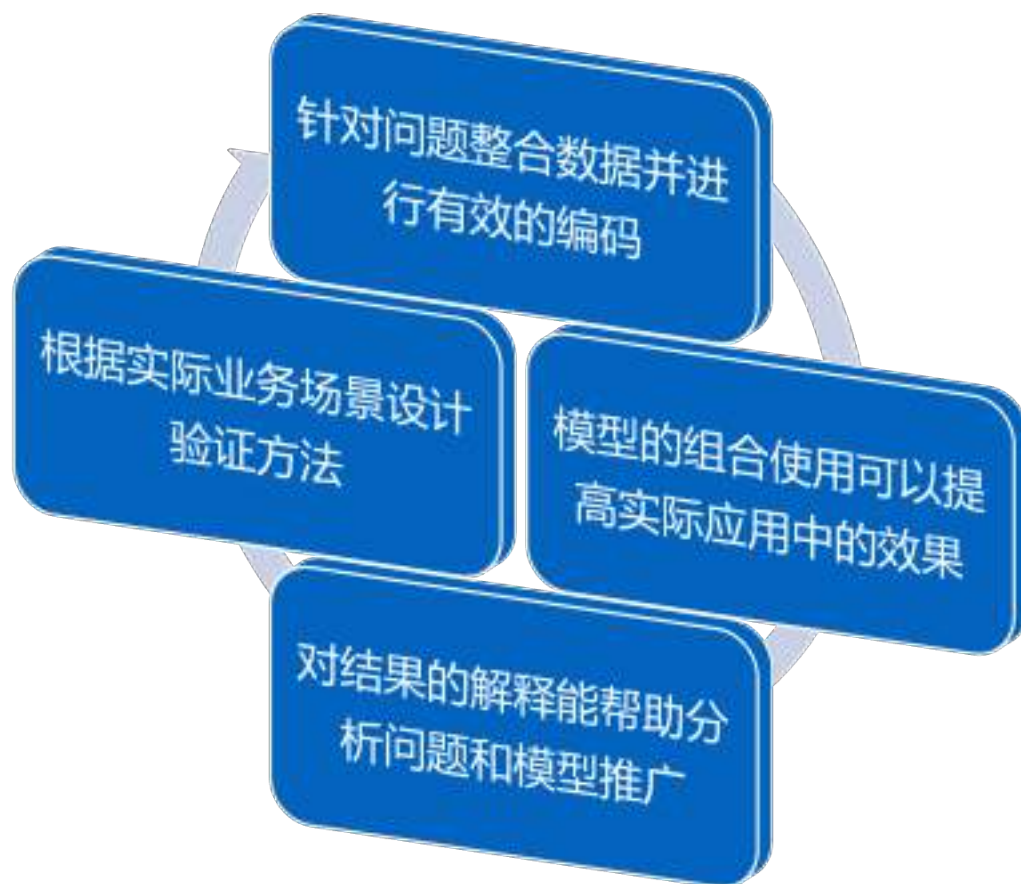 针对问题整合数据并进
行有效的编码
根据实际业务场景设计
验证方法
模型的组合使用可以提
高实际应用中的效果
对结果的解释能帮助分
析问题和模型推广